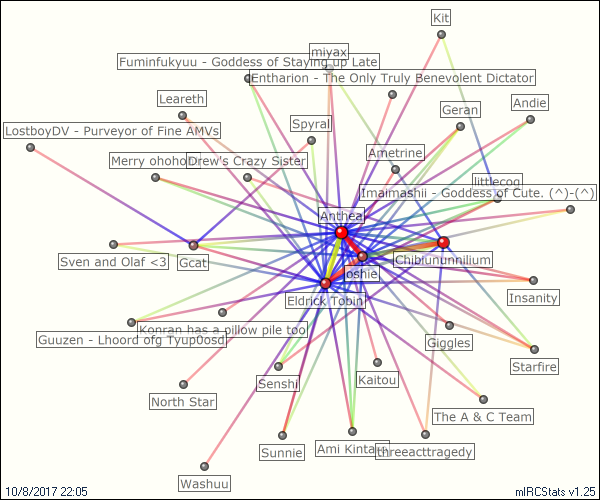 Kit
miyax
Fuminfukyuu - Goddess of Staying up Late
Entharion - The Only Truly Benevolent Dictator
Leareth
Geran
Andie
Spyral
LostboyDV - Purveyor of Fine AMVs
Ametrine
Merry ohohoho
Drew's Crazy Sister
littlecog
Imaimashii - Goddess of Cute. (^)-(^)
Anthea
Sven and Olaf <3
Gcat
Joshie
Chibiununnilium
Eldrick Tobin
Insanity
Konran has a pillow pile too
Guuzen - Lhoord ofg Tyup0osd
Giggles
Starfire
Senshi
Kaitou
North Star
The A & C Team
Sunnie
Ami Kintaro
threeacttragedy
Washuu
10/8/2017 22:05
mIRCStats v1.25